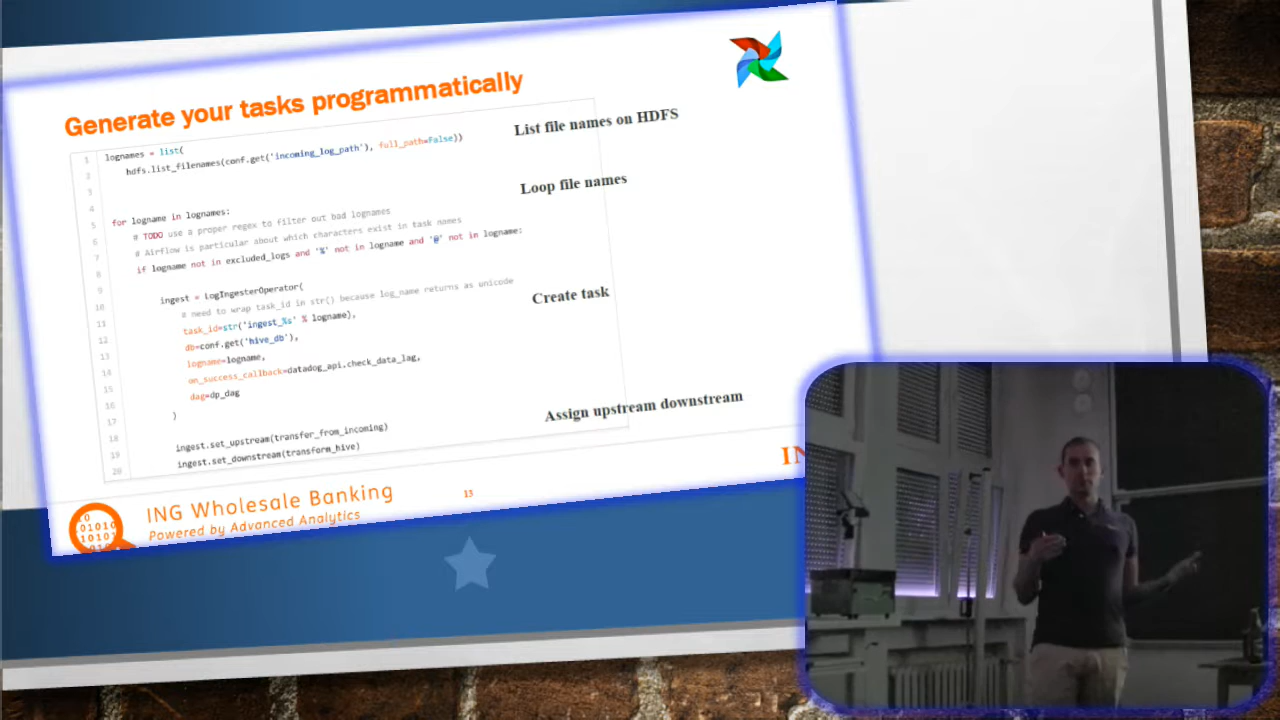 Generate your tasks programmatically
1 lognames = list(
2 hdfs.list_filenames(conf.get('incoming_log_path'), full_path=False))
3
4
5 for logname in lognames:
6 # TODO use a proper regex to filter out bad lognames
7 # Airflow is particular about which characters exist in task names
8 if logname not in excluded_logs and '%' not in logname and '@' not in logname:
9
10 ingest = LogIngesterOperator(
11 # need to wrap task_id in str() because log_name returns as unicode
12 task_id=str('ingest_%s' % logname),
13 db=conf.get('hive_db'),
14 logname=logname,
15 on_success_callback=datadog_api.check_data_lag,
16 dag=dp_dag
17 )
18
19 ingest.set_upstream(transfer_from_incoming)
20 ingest.set_downstream(transform_hive)
List file names on HDFS
Loop file names
Create task
Assign upstream downstream
ING Wholesale Banking
Powered by Advanced Analytics
13
IN